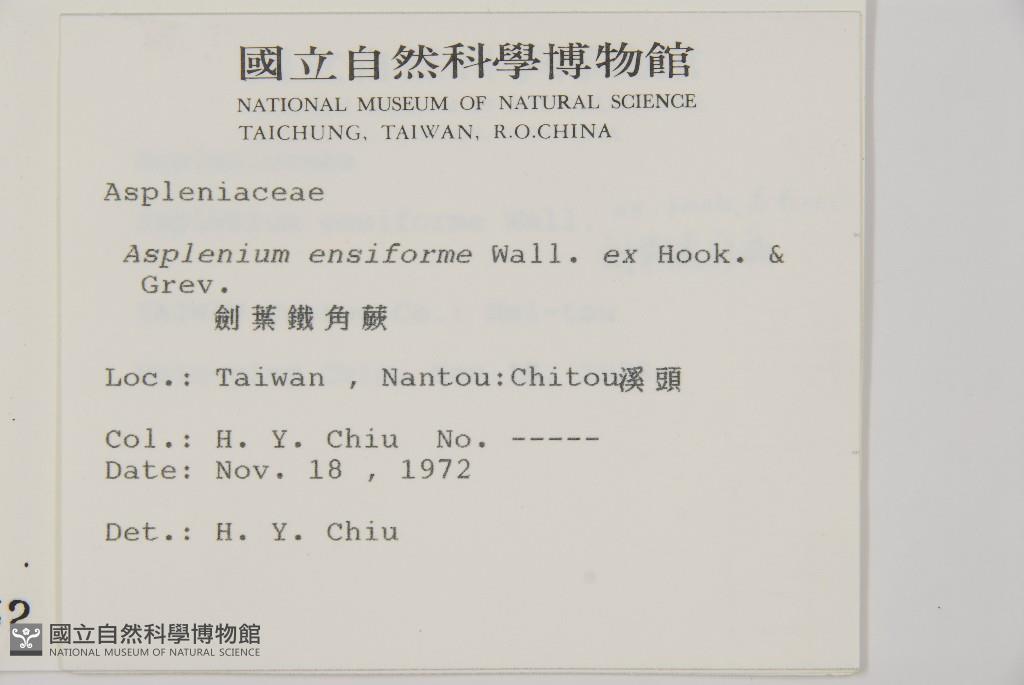 國立自然科學博物館
NATIONAL MUSEUM OF NATURAL SCIENCE
TAICHUNG, TAIWAN, R.O.CHINA
Aspleniaceae
Asplenium ensiforme Wall. ex Hook. &
Grev.
劍葉鐵角蕨
Loc.: Taiwan , Nantou:Chitou溪頭
Col.: H. Y. Chiu No. -----
Date: Nov. 18 , 1972
Det.: H. Y. Chiu
2
國立自然科學博物館
NATIONAL MUSEUM OF NATURAL SCIENCE